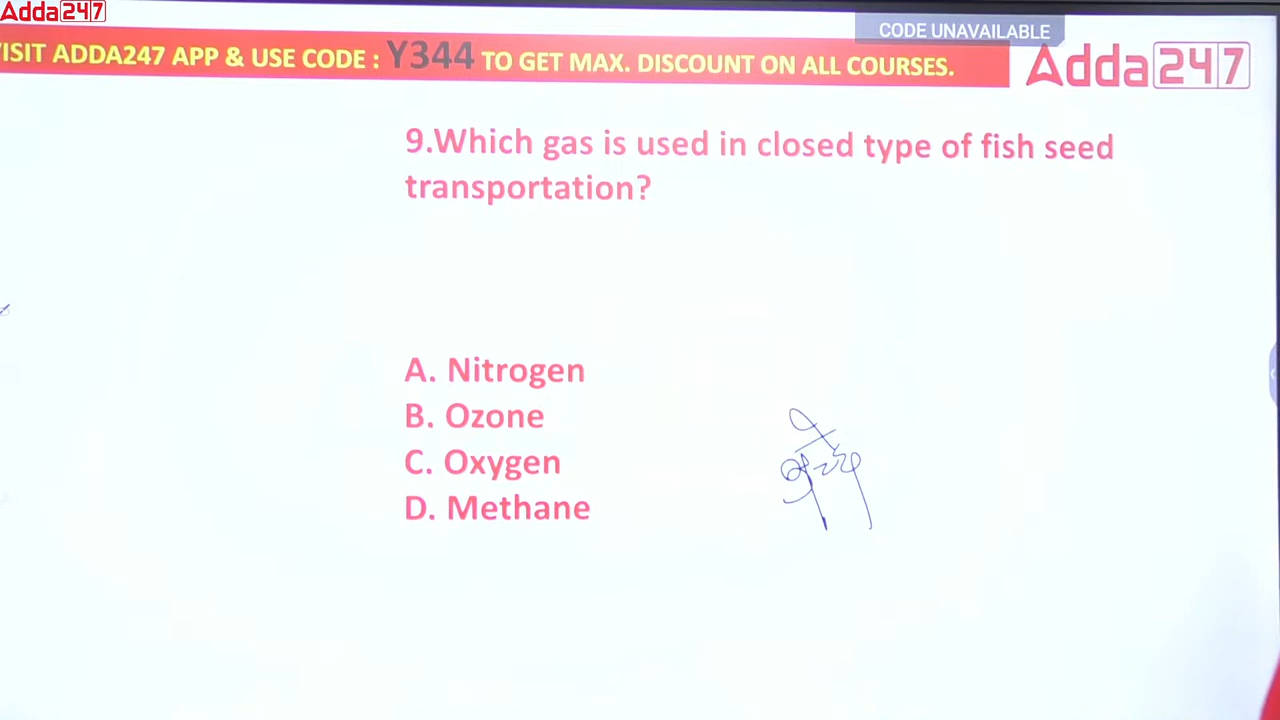 Adda247
CODE UNAVAILABLE
ISIT ADDA247 APP & USE CODE : Y344 TO GET MAX. DISCOUNT ON ALL COURSES.
Adda247
9.Which gas is used in closed type of fish seed
transportation?
A. Nitrogen
B. Ozone
C. Oxygen
D. Methane